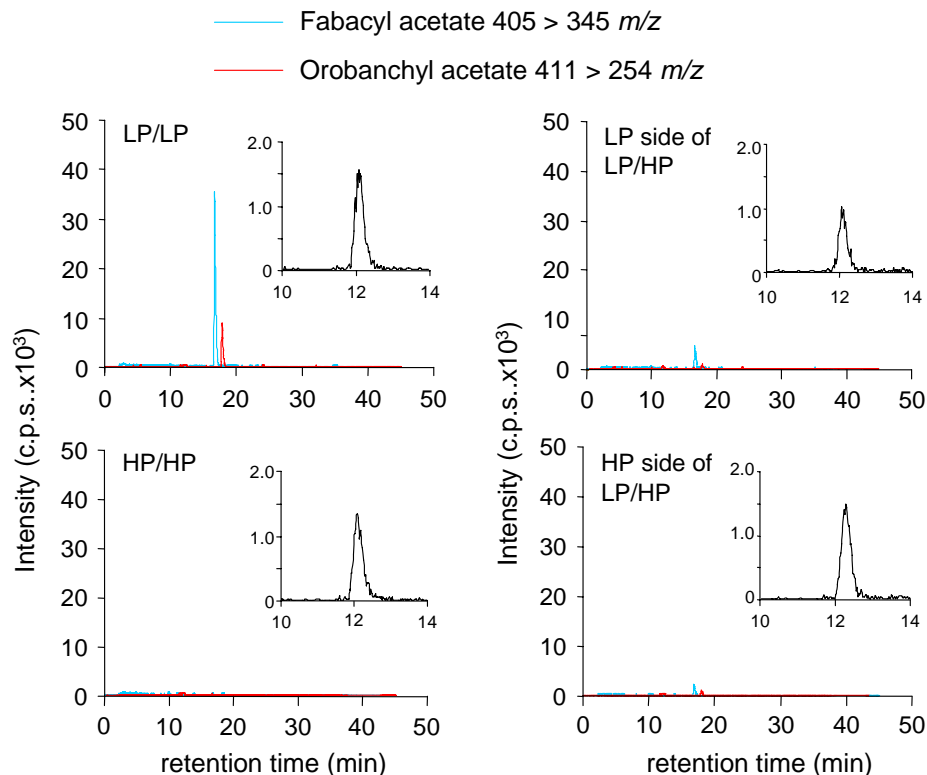 Fabacyl acetate 405 > 345 m/z
Orobanchyl acetate 411 > 254 m/z
Intensity (c.p.s..x10³)
50
40
30
20
10
0
LP/LP
2.0
1.0
0
10 12 14
0 10 20 30 40 50
Intensity (c.p.s..x10³)
50
40
30
20
10
0
LP side of
LP/HP
2.0
1.0
0
10 12 14
0 10 20 30 40 50
50
40
30
20
10
0
HP/HP
2.0
1.0
0
10 12 14
0 10 20 30 40 50
retention time (min)
50
40
30
20
10
0
HP side of
LP/HP
2.0
1.0
0
10 12 14
0 10 20 30 40 50
retention time (min)